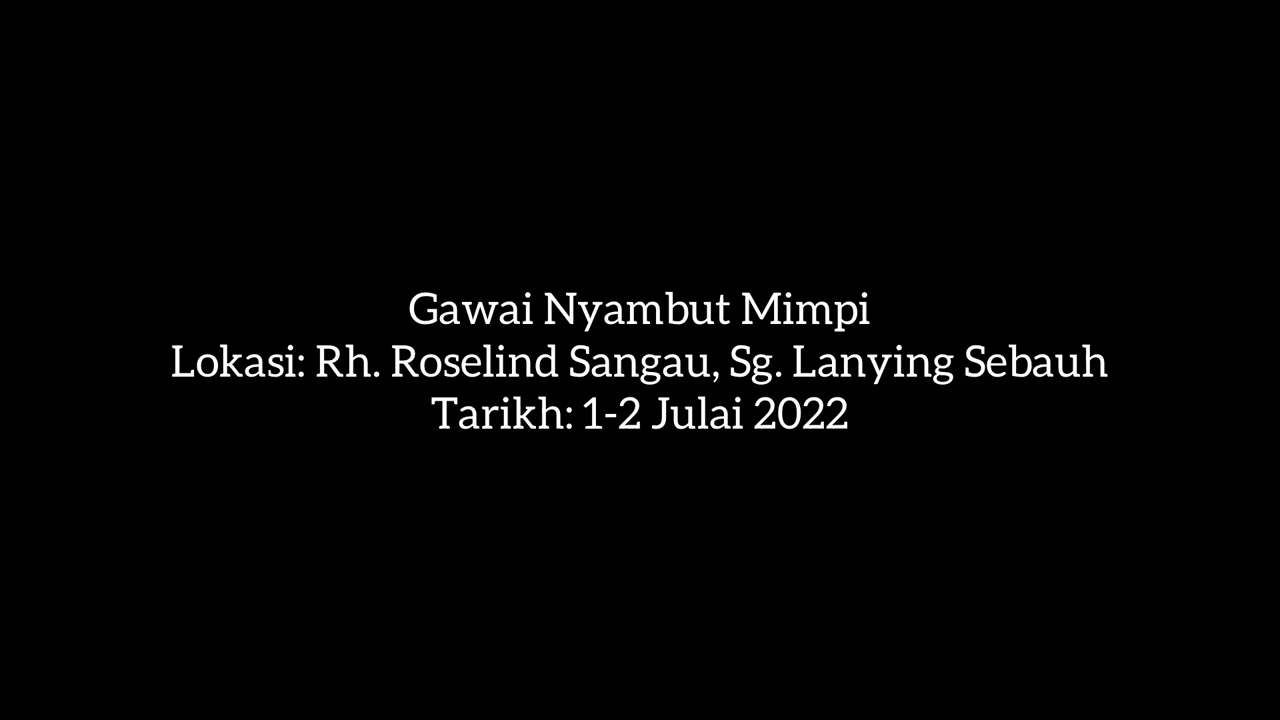 Gawai Nyambut Mimpi
Lokasi: Rh. Roselind Sangau, Sg. Lanying Sebauh
Tarikh: 1-2 Julai 2022